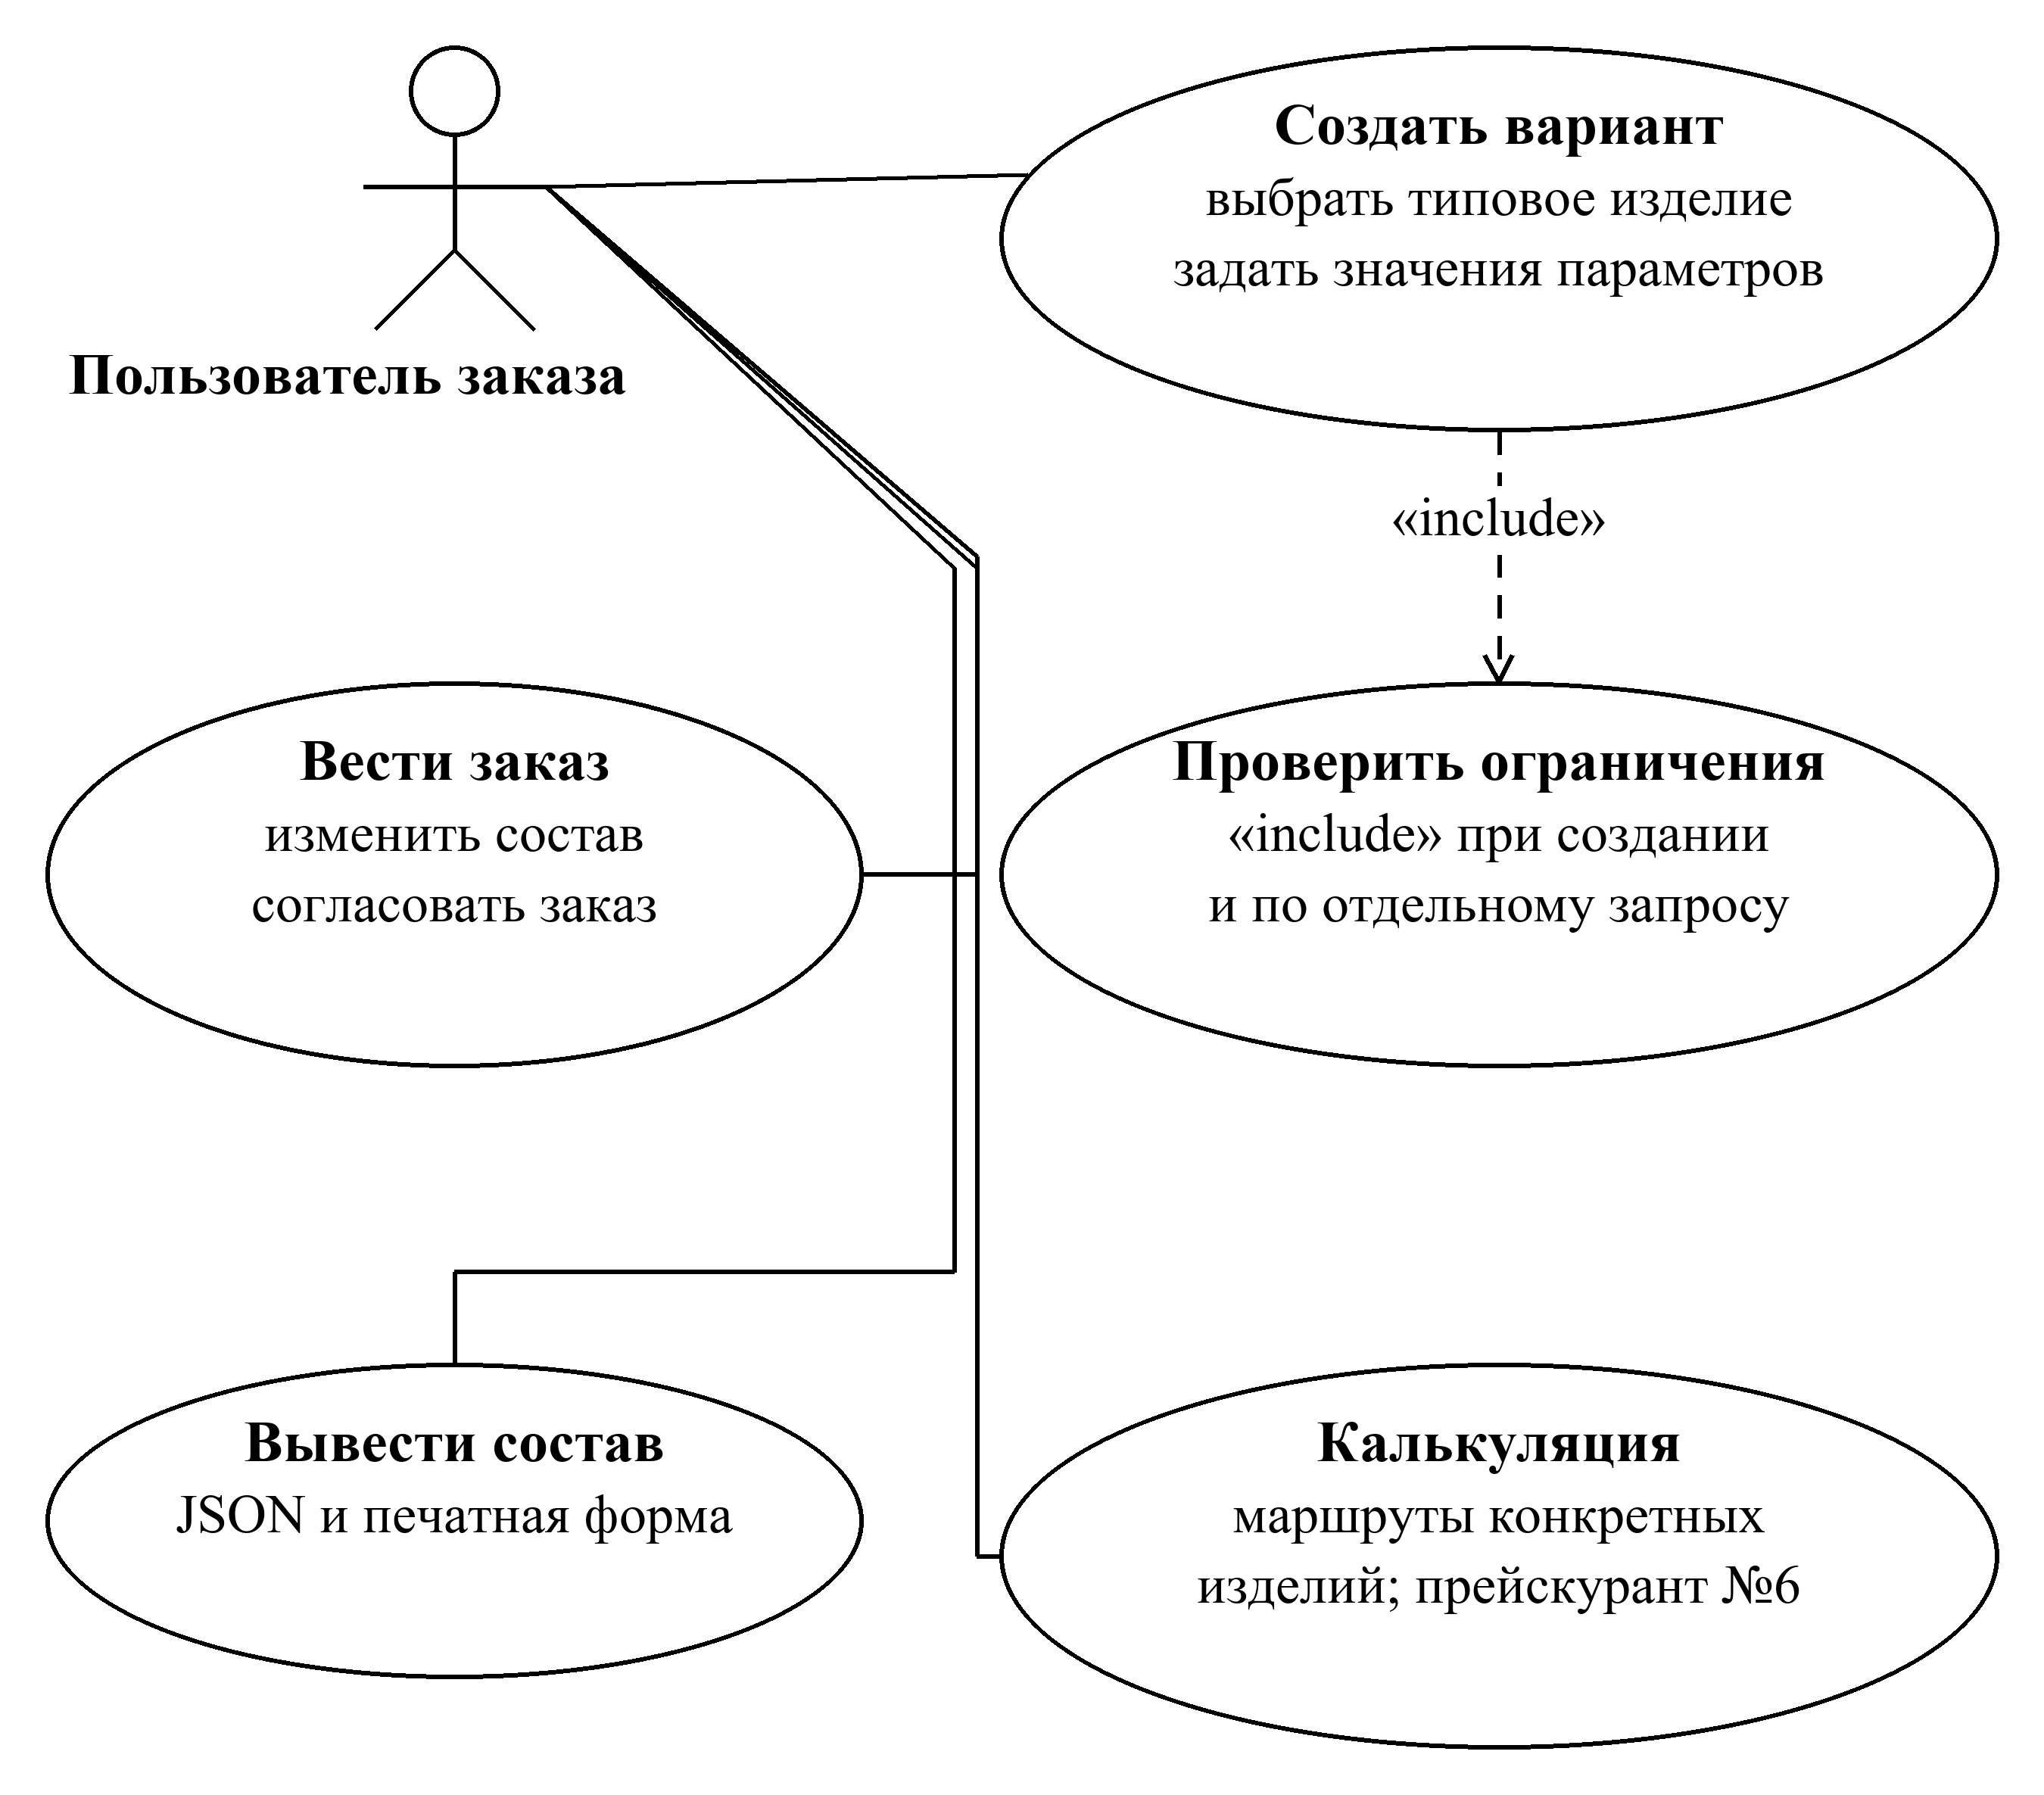 Создать вариант
выбрать типовое изделие
задать значения параметров
Пользователь заказа
«include»
Вести заказ
изменить состав
согласовать заказ
Проверить ограничения
«include» при создании
и по отдельному запросу
Вывести состав
JSON и печатная форма
Калькуляция
маршруты конкретных
изделий; прейскурант №6